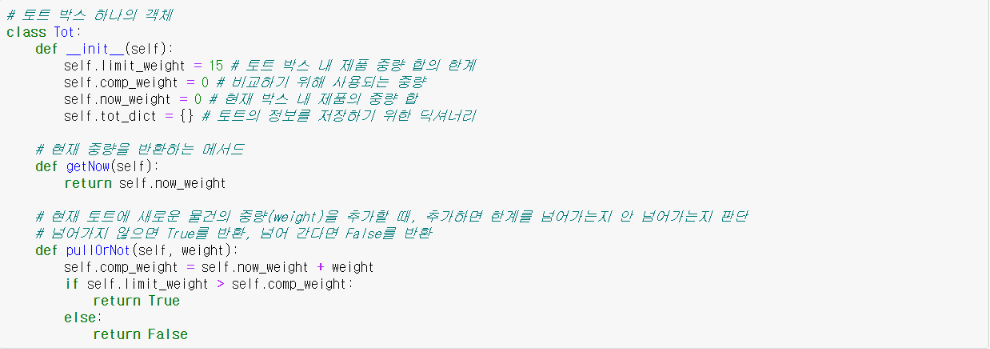 # 토트 박스 하나의 객체
class Tot:
    def __init__(self):
        self.limit_weight = 15 # 토트 박스 내 제품 중량 합의 한계
        self.comp_weight = 0 # 비교하기 위해 사용되는 중량
        self.now_weight = 0 # 현재 박스 내 제품의 중량 합
        self.tot_dict = {} # 토트의 정보를 저장하기 위한 딕셔너리

    # 현재 중량을 반환하는 메서드
    def getNow(self):
        return self.now_weight

    # 현재 토트에 새로운 물건의 중량(weight)을 추가할 때, 추가하면 한계를 넘어가는지 안 넘어가는지 판단
    # 넘어가지 않으면 True를 반환, 넘어 간다면 False를 반환
    def pullOrNot(self, weight):
        self.comp_weight = self.now_weight + weight
        if self.limit_weight > self.comp_weight:
            return True
        else:
            return False